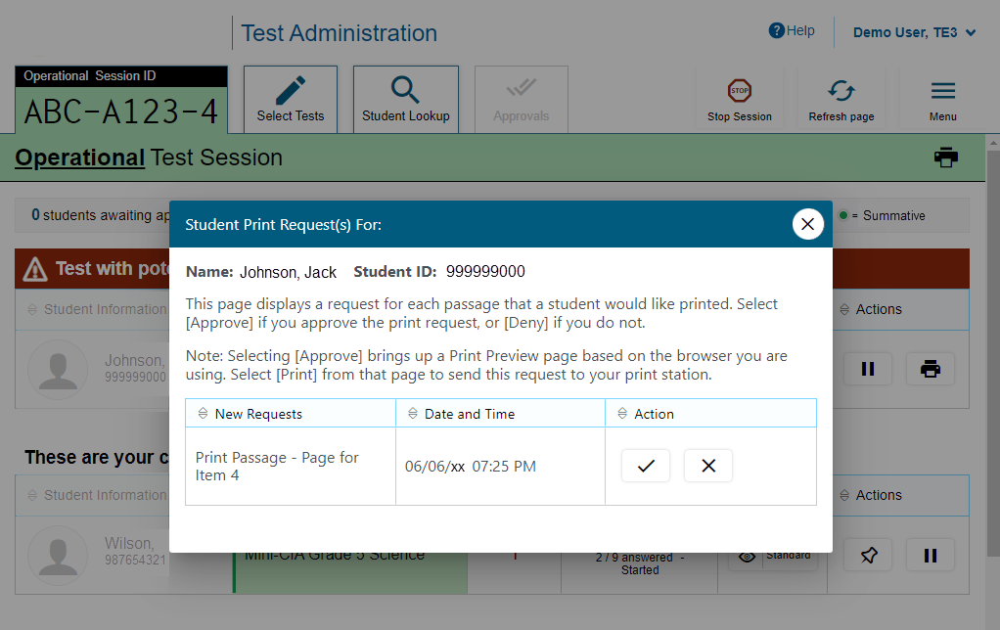 Test Administration
Help
Demo User, TE3
Operational Session ID
ABC-A123-4
Select Tests
Student Lookup
Approvals
STOP
Stop Session
Refresh page
Menu
Operational Test Session
0 students awaiting ap
= Summative
Student Print Request(s) For:
Test with pote
Name: Johnson, Jack Student ID: 999999000
This page displays a request for each passage that a student would like printed. Select
[Approve] if you approve the print request, or [Deny] if you do not.
Note: Selecting [Approve] brings up a Print Preview page based on the browser you are
using. Select [Print] from that page to send this request to your print station.
Student Information
Actions
Johnson,
999999000
New Requests
Date and Time
Action
Print Passage - Page for
Item 4
06/06/xx 07:25 PM
These are your c
Student Information
Actions
Wilson,
987654321
Mini-CIA Grade 5 Science
1
2 / 9 answered -
Started
Standard